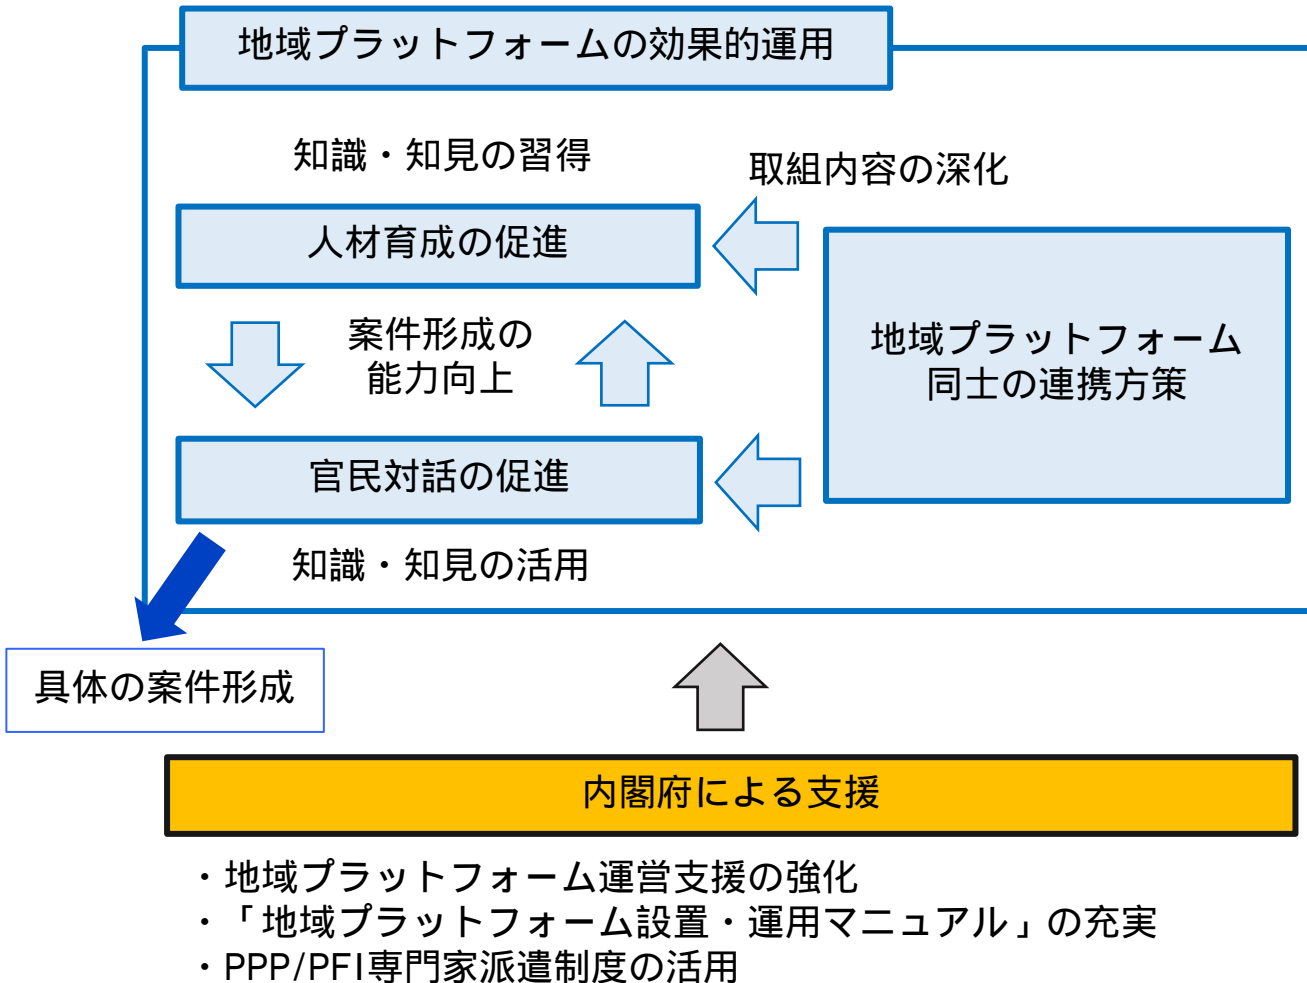 地域プラットフォームの効果的運用
知識・知見の習得
取組内容の深化
人材育成の促進
案件形成の
能力向上
地域プラットフォーム
同士の連携方策
官民対話の促進
知識・知見の活用
具体の案件形成
内閣府による支援
・地域プラットフォーム運営支援の強化
・「地域プラットフォーム設置・運用マニュアル」の充実
・PPP/PFI専門家派遣制度の活用